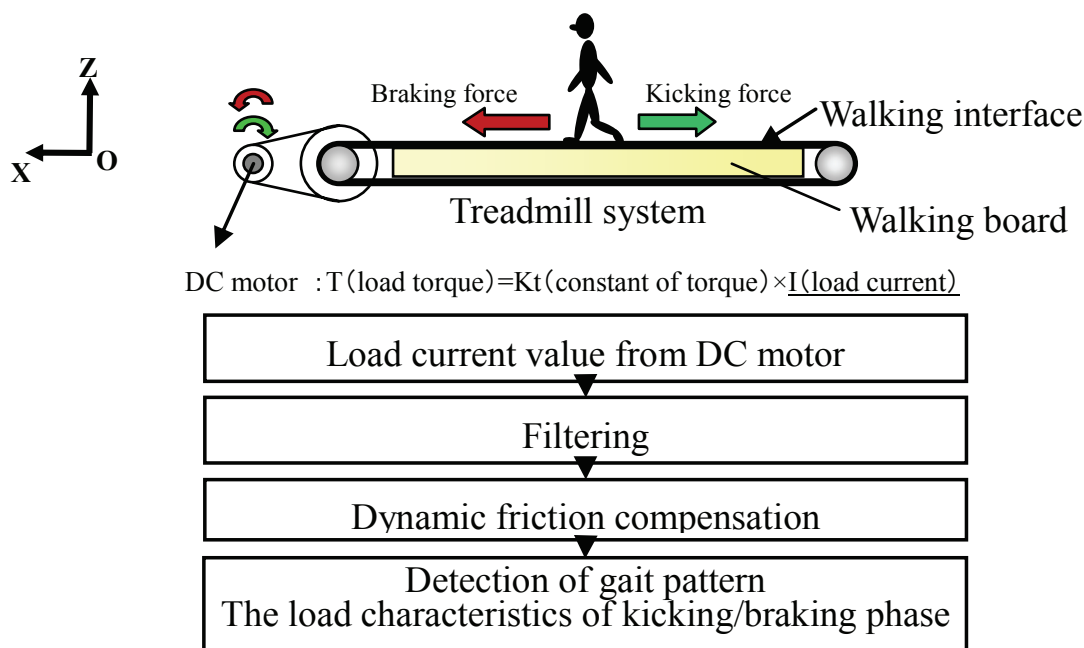 Z
X
O
Braking force
Kicking force
Walking interface
Treadmill system
Walking board
DC motor :T(load torque)=Kt(constant of torque)×I(load current)
Load current value from DC motor
Filtering
Dynamic friction compensation
Detection of gait pattern
The load characteristics of kicking/braking phase